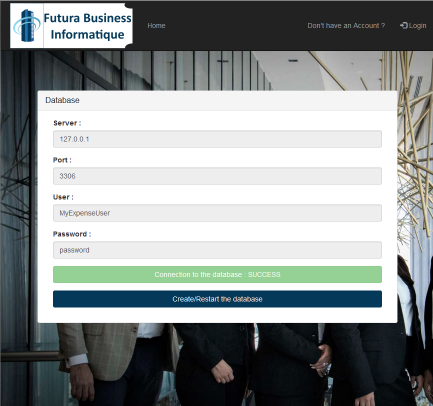 Futura Business
Informatique
Home
Don't have an Account ?
Login
Database
Server :
127.0.0.1
Port :
3306
User :
MyExpenseUser
Password :
password
Connection to the database : SUCCESS
Create/Restart the database